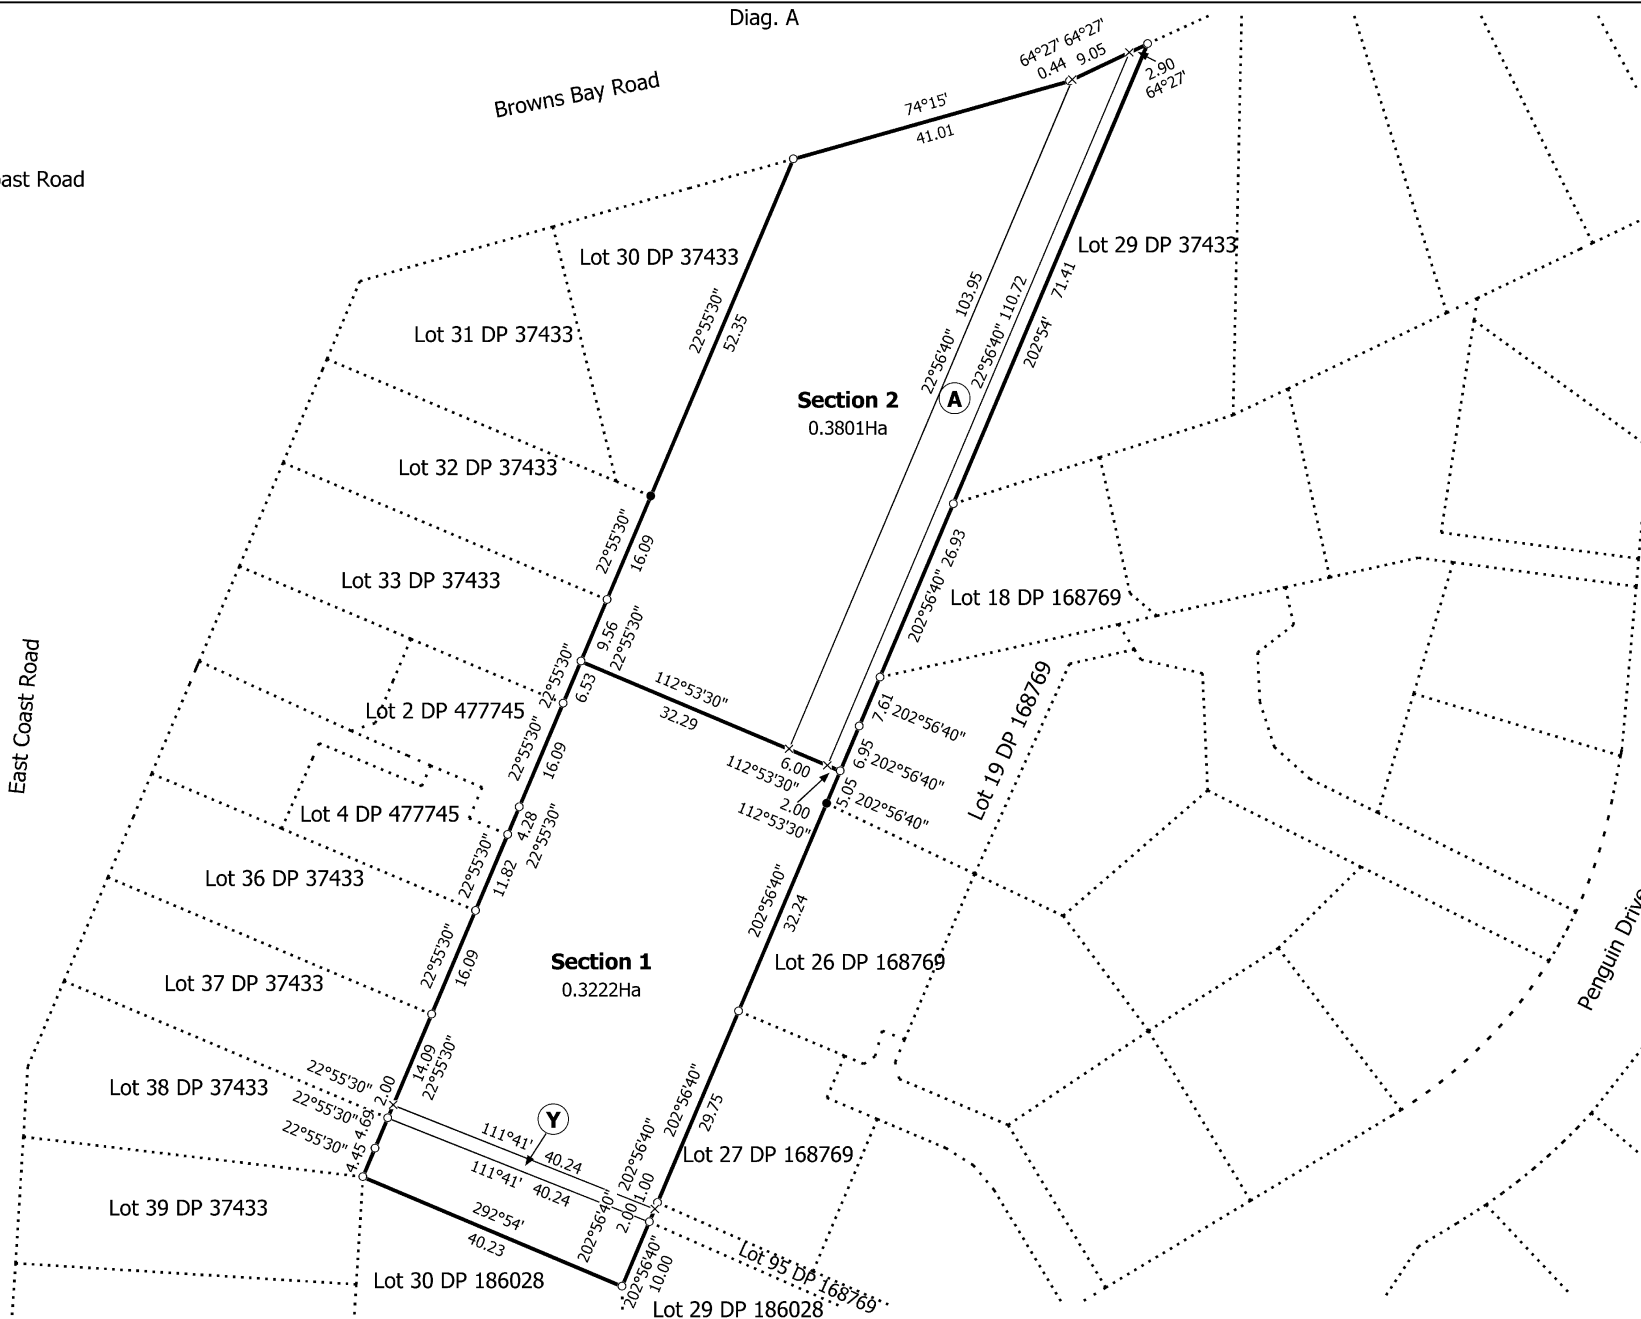 Diag. A
64°27' 64°27'
0.44 9.05
2.90
64°27'
Browns Bay Road
74°15'
41.01
ast Road
Lot 30 DP 37433
Lot 29 DP 37433
Lot 31 DP 37433
22°55'30"
52.35
103.95
22°56'40"
22°56'40" 110.72
71.41
202°54'
Section 2
0.3801Ha
A
Lot 32 DP 37433
22°55'30"
16.09
26.93
202°56'40"
Lot 33 DP 37433
Lot 18 DP 168769
9.56
22°55'30"
22°55'30"
6.53
112°53'30"
32.29
East Coast Road
Lot 2 DP 477745
7.61
202°56'40"
Lot 19 DP 168769
22°55'30"
16.09
6.00
112°53'30"
6.95
202°56'40"
2.00
112°53'30"
5.05
202°56'40"
Lot 4 DP 477745
4.28
22°55'30"
22°55'30"
11.82
Lot 36 DP 37433
202°56'40"
32.24
Section 1
0.3222Ha
Lot 26 DP 168769
22°55'30"
16.09
Lot 37 DP 37433
Penguin Drive
14.09
22°55'30"
22°55'30"
2.00
Lot 38 DP 37433
22°55'30"
4.69
22°55'30"
4.45
Y
111°41'
40.24
111°41'
40.24
202°56'40"
29.75
202°56'40"
1.00
Lot 27 DP 168769
202°56'40"
2.00
Lot 39 DP 37433
292°54'
40.23
202°56'40"
10.00
Lot 95 DP 168769
Lot 30 DP 186028
Lot 29 DP 186028